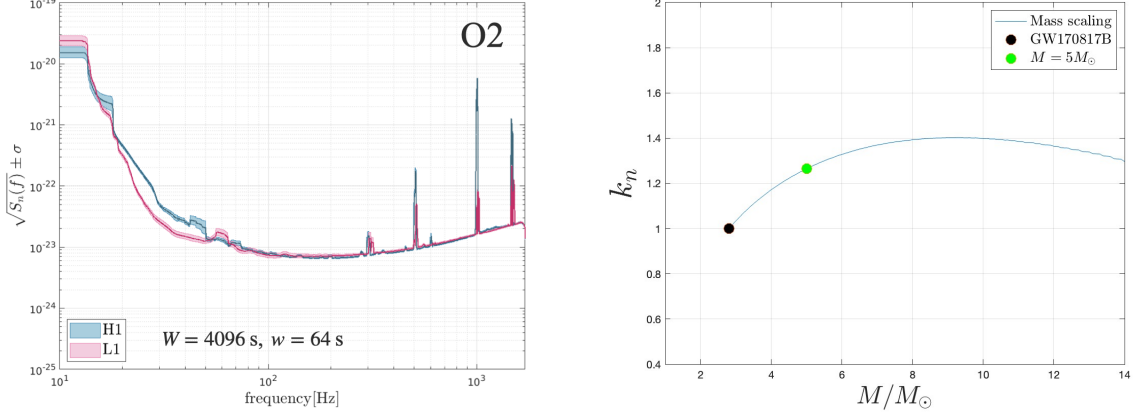 10^-19
10^-20
10^-21
10^-22
10^-23
10^-24
10^-25
√S_n(f) ± σ
O2
H1
L1
W = 4096 s, w = 64 s
10^1
10^2
10^3
frequency[Hz]
2
1.8
1.6
1.4
1.2
1
0.8
0.6
0.4
k_n
Mass scaling
GW170817B
M = 5M_⊙
2
4
6
8
10
12
14
M/M_⊙